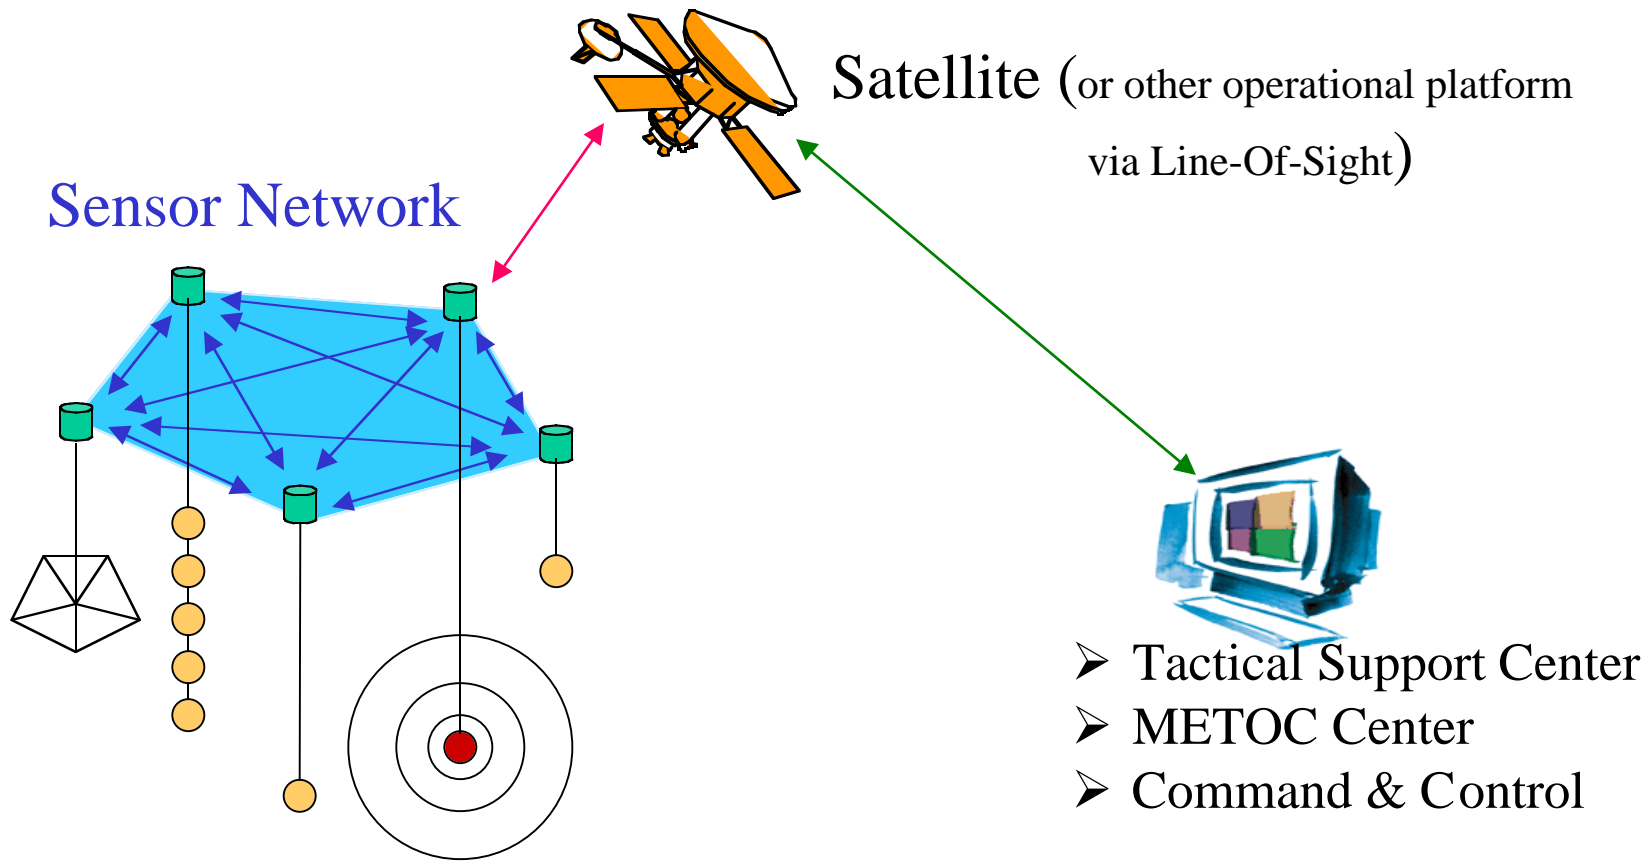 Satellite (or other operational platform
via Line-Of-Sight)
Sensor Network
➢ Tactical Support Center
➢ METOC Center
➢ Command & Control